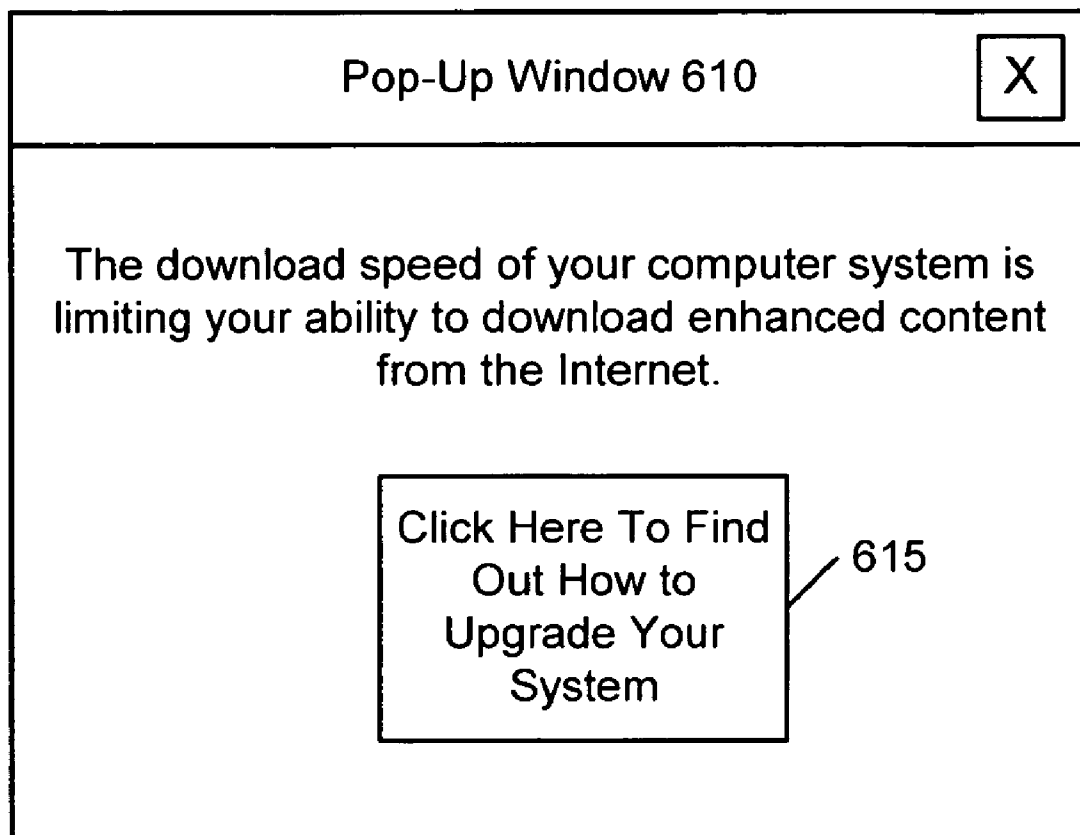 Pop-Up Window 610
X
The download speed of your computer system is
limiting your ability to download enhanced content
from the Internet.
Click Here To Find
Out How to
Upgrade Your
System
615